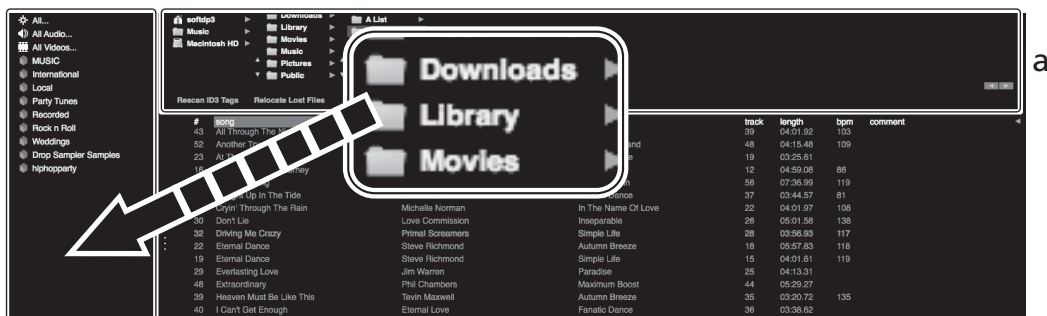 All...
All Audio...
All Videos...
MUSIC
International
Local
Party Tunes
Recorded
Rock n Roll
Weddings
Drop Sampler Samples
hiphopparty
softdp3
Music
Macintosh HD
Downloads
Library
Movies
Music
Pictures
Public
A List
Rescan ID3 Tags Relocate Lost Files
Downloads
Library
Movies
a
# song track length bpm comment
43 All Through The 39 04:01.92 103
52 Another 48 04:15.48 109
23 At 19 03:25.61
12 04:59.08 86
56 07:36.99 119
Up In The Tide Dance 37 03:44.57 81
Cryin' Through The Rain Michelle Norman In The Name Of Love 22 04:01.97 108
30 Don't Lie Love Commission Inseparable 26 05:01.58 138
32 Driving Me Crazy Primal Screamers Simple Life 28 03:56.93 117
22 Eternal Dance Steve Richmond Autumn Breeze 18 05:57.83 118
19 Eternal Dance Steve Richmond Simple Life 15 04:01.61 119
29 Everlasting Love Jim Warren Paradise 25 04:13.31
48 Extraordinary Phil Chambers Maximum Boost 44 05:29.27
39 Heaven Must Be Like This Tevin Maxwell Autumn Breeze 35 03:20.72 135
40 I Can't Get Enough Eternal Love Fanatic Dance 36 03:38.62